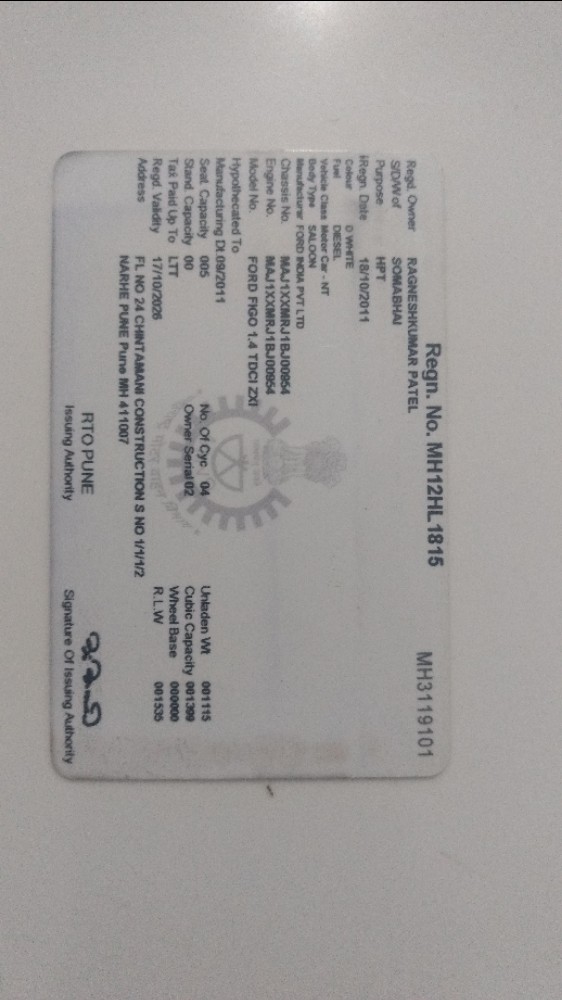 Regn. No. MH12HL1815 MH3119101
Regd. Owner RAGNESHKUMAR PATEL
S/D/W of SOMABHAI
Purpose HPT
Regn. Date 18/10/2011
Colour D WHITE
Fuel DIESEL
Vehicle Class Motor Car - NT
Body Type SALOON
Manufacturer FORD INDIA PVT LTD
Chassis No. MAJ1XXMRJ1BJ00954
Engine No. MAJ1XXMRJ1BJ00954
Model No. FORD FIGO 1.4 TDCI ZXI
Hypothecated To
Manufacturing Dt 09/2011
Seat. Capacity 005 No. Of Cyc 04 Unladen Wt 001115
Stand. Capacity 00 Owner Serial 02 Cubic Capacity 001399
Tax Paid Up To LTT Wheel Base 000000
Regd. Validity 17/10/2026 R.L.W 001535
Address FL NO 24 CHINTAMANI CONSTRUCTION S NO 1/1/1/2
NARHE PUNE Pune MH 411007
RTO PUNE
Issuing Authority Signature Of Issuing Authority